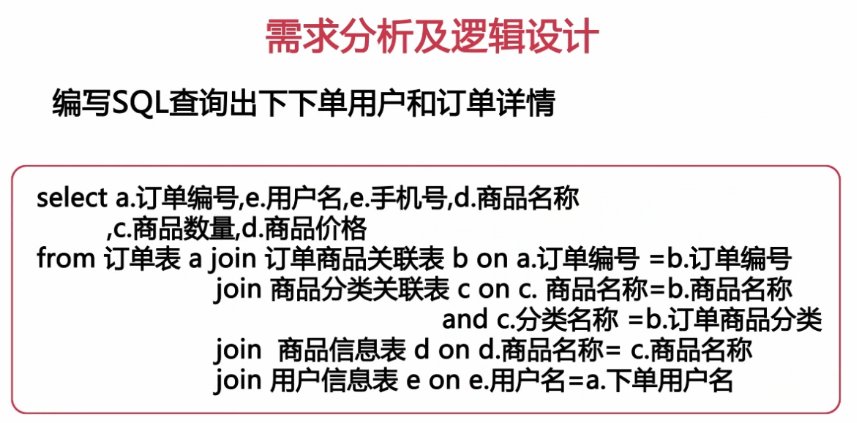 需求分析及逻辑设计
编写SQL查询出下下单用户和订单详情
select a.订单编号,e.用户名,e.手机号,d.商品名称
,c.商品数量,d.商品价格
from 订单表 a join 订单商品关联表 b on a.订单编号 =b.订单编号
join 商品分类关联表 c on c. 商品名称=b.商品名称
and c.分类名称 =b.订单商品分类
join 商品信息表 d on d.商品名称= c.商品名称
join 用户信息表 e on e.用户名=a.下单用户名